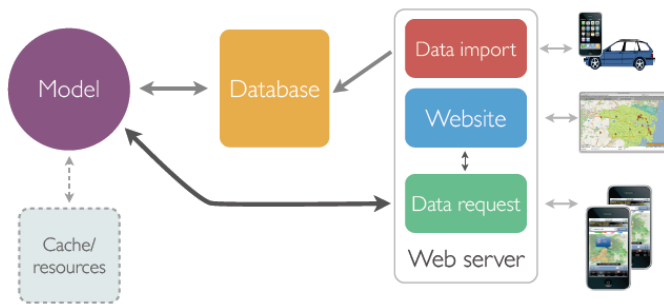 Model
Database
Data import
Website
Data request
Web server
Cache/
resources